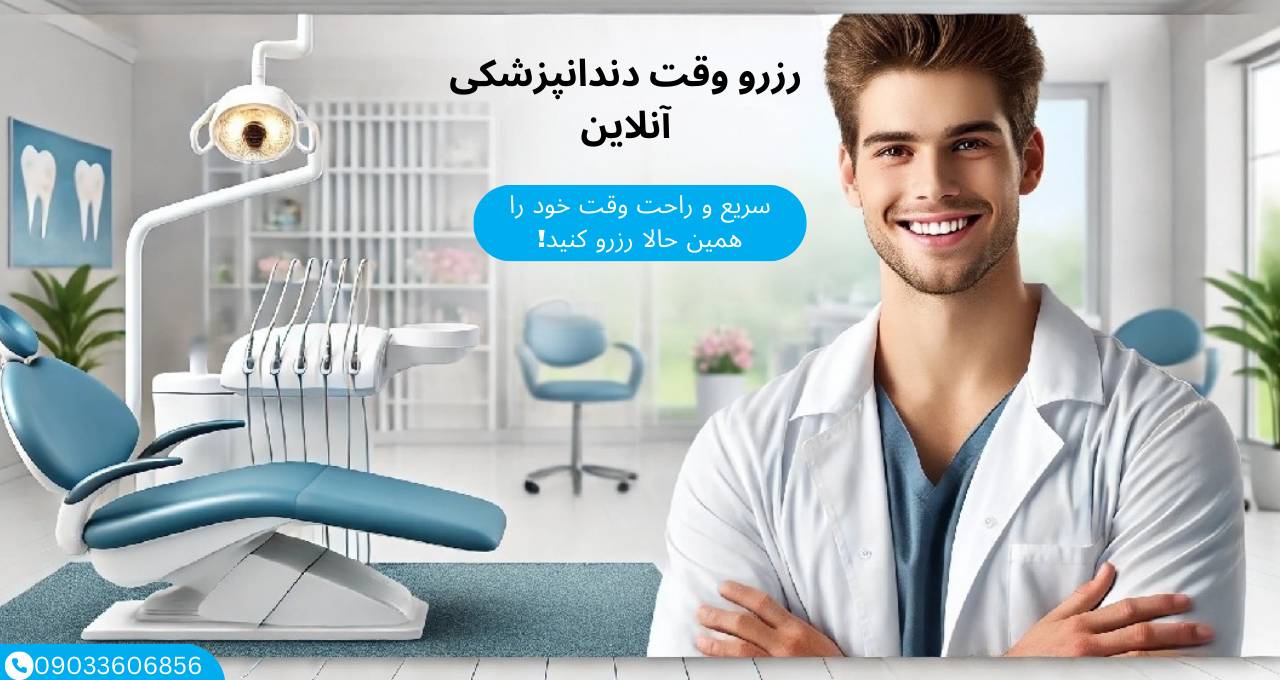 رزرو وقت دندانپزشکی
آنلاین
سریع و راحت وقت خود را
همین حالا رزرو کنید!
09033606856